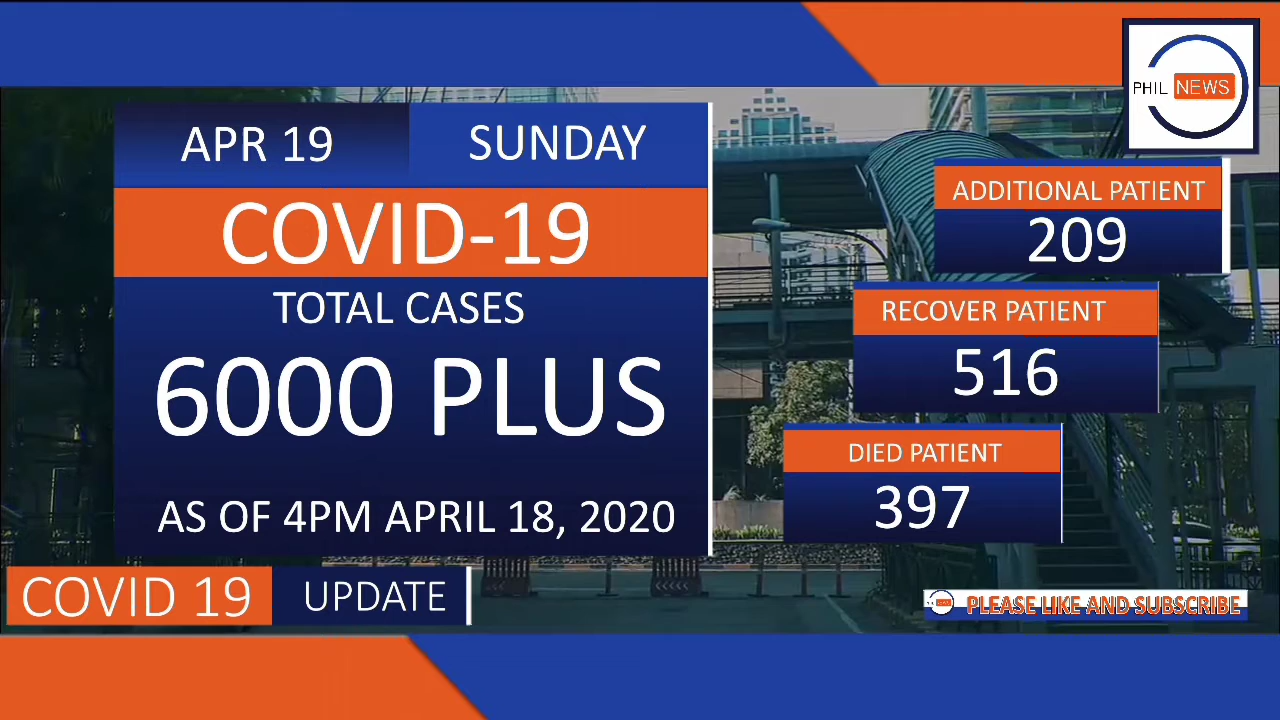 PHIL NEWS
APR 19
SUNDAY
COVID-19
TOTAL CASES
6000 PLUS
AS OF 4PM APRIL 18, 2020
ADDITIONAL PATIENT
209
RECOVER PATIENT
516
DIED PATIENT
397
COVID 19
UPDATE
PLEASE LIKE AND SUBSCRIBE